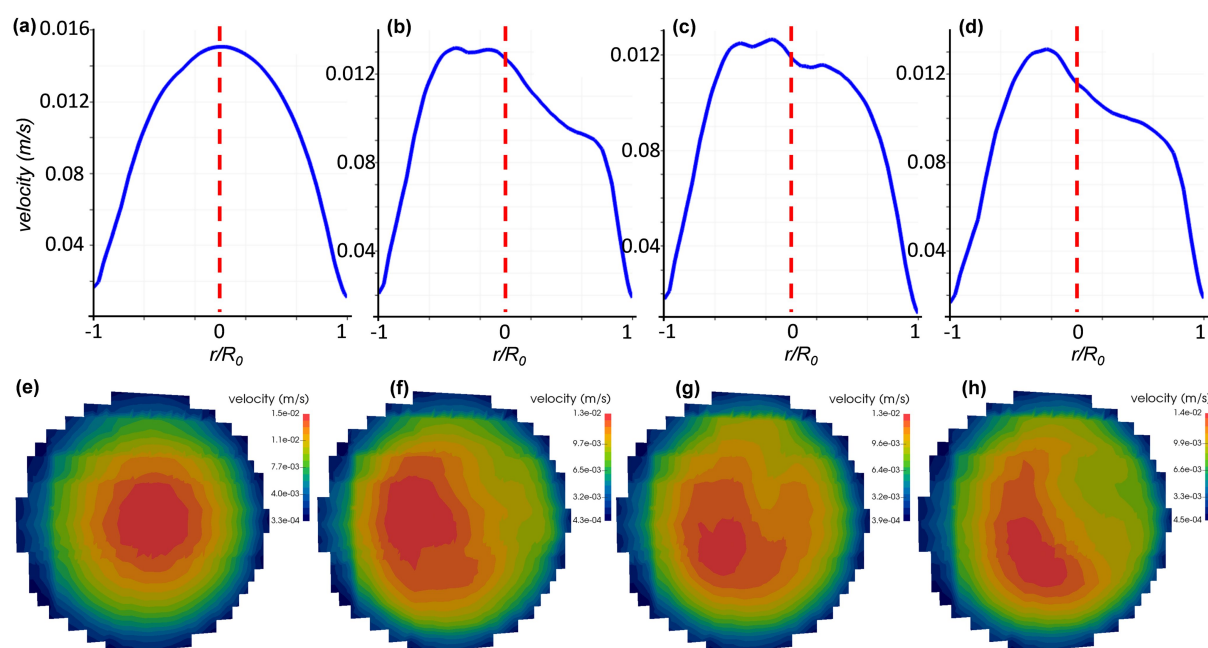 (a)
0.016
0.014
0.08
0.04
velocity (m/s)
-1
0
1
r/R₀
(b)
0.012
0.08
0.04
-1
0
1
r/R₀
(c)
0.012
0.08
0.04
-1
0
1
r/R₀
(d)
0.012
0.08
0.04
-1
0
1
r/R₀
(e)
velocity (m/s)
1.5e-02
1.1e-02
7.7e-03
4.0e-03
3.3e-04
(f)
velocity (m/s)
1.3e-02
9.7e-03
6.6e-03
3.2e-03
4.3e-04
(g)
velocity (m/s)
1.3e-02
9.7e-03
6.6e-03
3.2e-03
3.9e-04
(h)
velocity (m/s)
1.4e-02
9.7e-03
6.6e-03
3.2e-03
4.5e-04